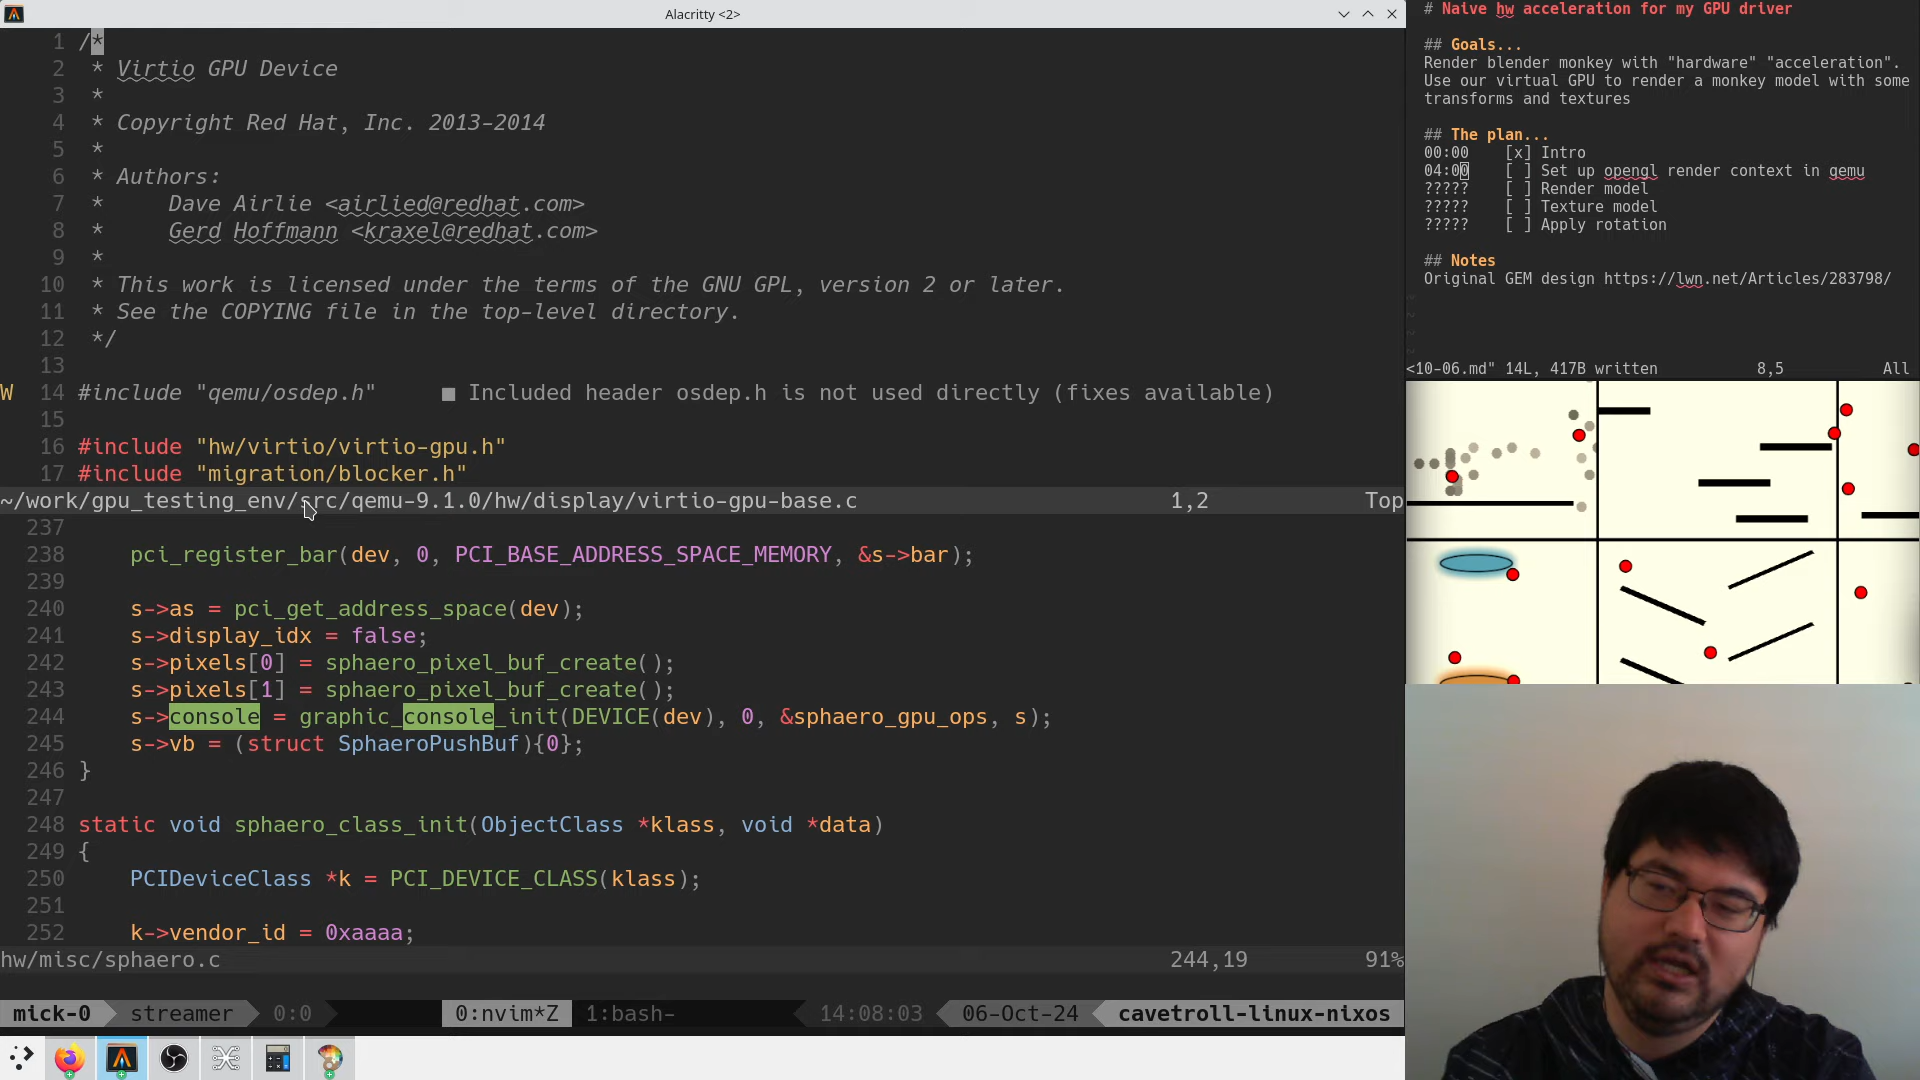 Alacritty <2>
1 /*
2  * Virtio GPU Device
3  *
4  * Copyright Red Hat, Inc. 2013-2014
5  *
6  * Authors:
7  *     Dave Airlie <airlied@redhat.com>
8  *     Gerd Hoffmann <kraxel@redhat.com>
9  *
10  * This work is licensed under the terms of the GNU GPL, version 2 or later.
11  * See the COPYING file in the top-level directory.
12  */
13
W 14 #include "qemu/osdep.h"     ■ Included header osdep.h is not used directly (fixes available)
15
16 #include "hw/virtio/virtio-gpu.h"
17 #include "migration/blocker.h"
~/work/gpu_testing_env/src/qemu-9.1.0/hw/display/virtio-gpu-base.c 1,2 Top
237
238     pci_register_bar(dev, 0, PCI_BASE_ADDRESS_SPACE_MEMORY, &s->bar);
239
240     s->as = pci_get_address_space(dev);
241     s->display_idx = false;
242     s->pixels[0] = sphaero_pixel_buf_create();
243     s->pixels[1] = sphaero_pixel_buf_create();
244     s->console = graphic_console_init(DEVICE(dev), 0, &sphaero_gpu_ops, s);
245     s->vb = (struct SphaeroPushBuf){0};
246 }
247
248 static void sphaero_class_init(ObjectClass *klass, void *data)
249 {
250     PCIDeviceClass *k = PCI_DEVICE_CLASS(klass);
251
252     k->vendor_id = 0xaaaa;
hw/misc/sphaero.c 244,19 91%
mick-0 streamer 0:0 0:nvim*Z 1:bash- 14:08:03 06-Oct-24 cavetroll-linux-nixos
# Naive hw acceleration for my GPU driver
## Goals...
Render blender monkey with "hardware" "acceleration".
Use our virtual GPU to render a monkey model with some
transforms and textures
## The plan...
00:00    [x] Intro
04:00    [ ] Set up opengl render context in qemu
?????    [ ] Render model
?????    [ ] Texture model
?????    [ ] Apply rotation
## Notes
Original GEM design https://lwn.net/Articles/283798/
~
~
~
~
<10-06.md" 14L, 417B written 8,5 All